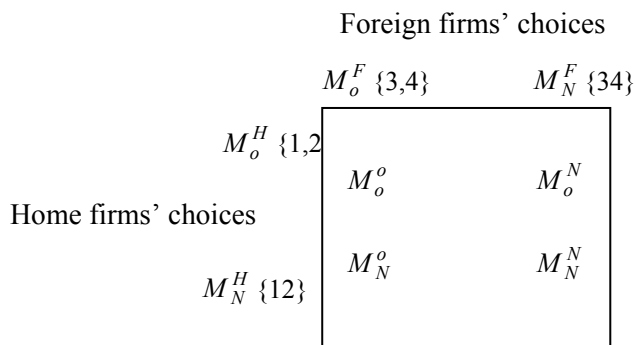 Foreign firms’ choices
M_o^F {3,4} M_N^F {34}
M_o^H {1,2
M_o^o M_o^N
Home firms’ choices
M_N^o M_N^N
M_N^H {12}